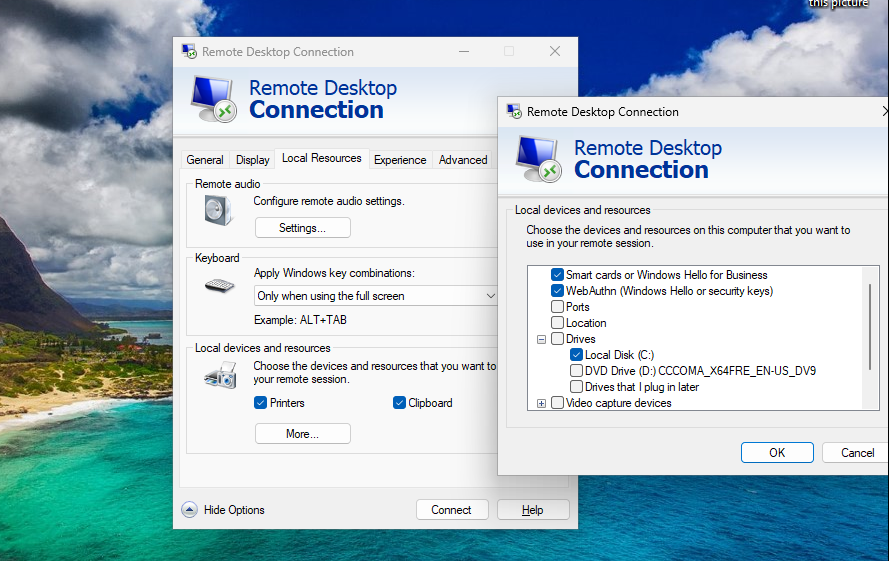 this picture
Remote Desktop Connection
Remote Desktop
Connection
General Display Local Resources Experience Advanced
Remote audio
Configure remote audio settings.
Settings...
Keyboard
Apply Windows key combinations:
Only when using the full screen
Example: ALT+TAB
Local devices and resources
Choose the devices and resources that you want to
your remote session.
Printers Clipboard
More...
Hide Options Connect Help
Remote Desktop Connection
Remote Desktop
Connection
Local devices and resources
Choose the devices and resources on this computer that you want to
use in your remote session.
Smart cards or Windows Hello for Business
WebAuthn (Windows Hello or security keys)
Ports
Location
Drives
Local Disk (C:)
DVD Drive (D:) CCCOMA_X64FRE_EN-US_DV9
Drives that I plug in later
Video capture devices
OK Cancel